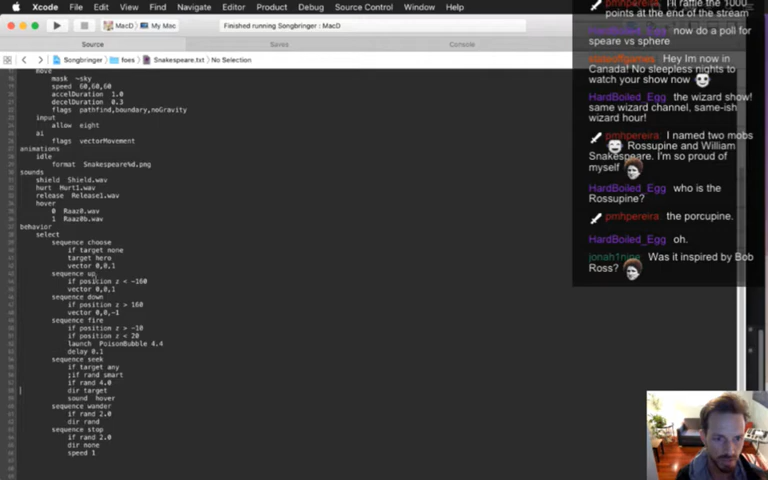 Xcode File Edit View Find Navigate Editor Product Debug Source Control Window Help
MacD My Mac
Finished running Songbringer : MacD
Source
Saved
Console
Songbringer foes Snakespeare.txt No Selection
move
mask ~sky
speed 60,60,60
accelDuration 1.0
decelDuration 0.3
flags pathfind,boundary,noGravity
input
allow eight
ai
flags vectorMovement
animations
idle
format Snakespeare%d.png
sounds
shield Shield.wav
hurt Hurt1.wav
release Release1.wav
hover
0 Raaz0.wav
1 Raaz0b.wav
behavior
select
sequence choose
if target none
target hero
vector 0,0,1
sequence up
if position z < -160
vector 0,0,1
sequence down
if position z > 160
vector 0,0,-1
sequence fire
if position z > -10
if position z < 20
launch PoisonBubble 4,4
delay 0.1
sequence seek
if target any
;if rand smart
if rand 4.0
dir target
sound hover
sequence wander
if rand 2.0
dir rand
sequence stop
if rand 2.0
dir none
speed 1
pmhpereira: I'll raffle the 1000
points at the end of the stream
HardBoiled_Egg: now do a poll for
speare vs sphere
Hey Im now in
Canada! No sleepless nights to
watch your show now
HardBoiled_Egg: the wizard show!
same wizard channel, same-ish
wizard hour!
pmhpereira: I named two mobs
Rossupine and William
Snakespeare. I'm so proud of
myself
HardBoiled_Egg: who is the
Rossupine?
pmhpereira: the porcupine.
HardBoiled_Egg: oh.
jonah1nine: Was it inspired by Bob
Ross?